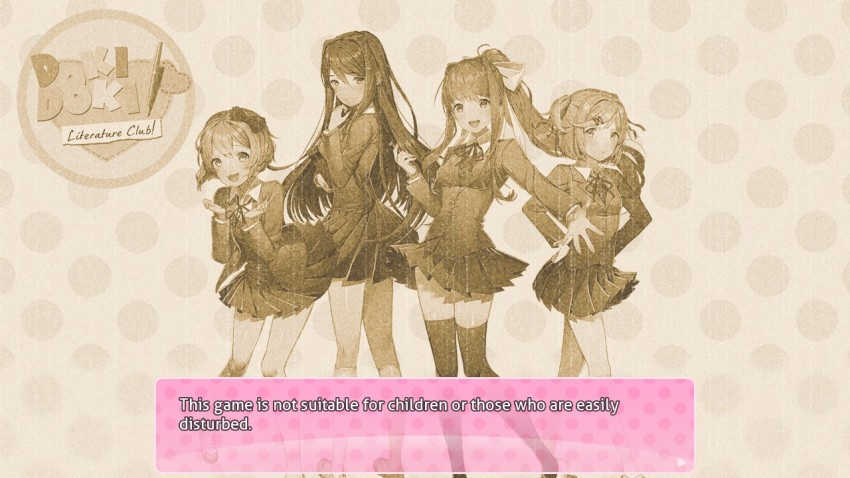 DOKI
DOKI
Literature Club!
This game is not suitable for children or those who are easily
disturbed.